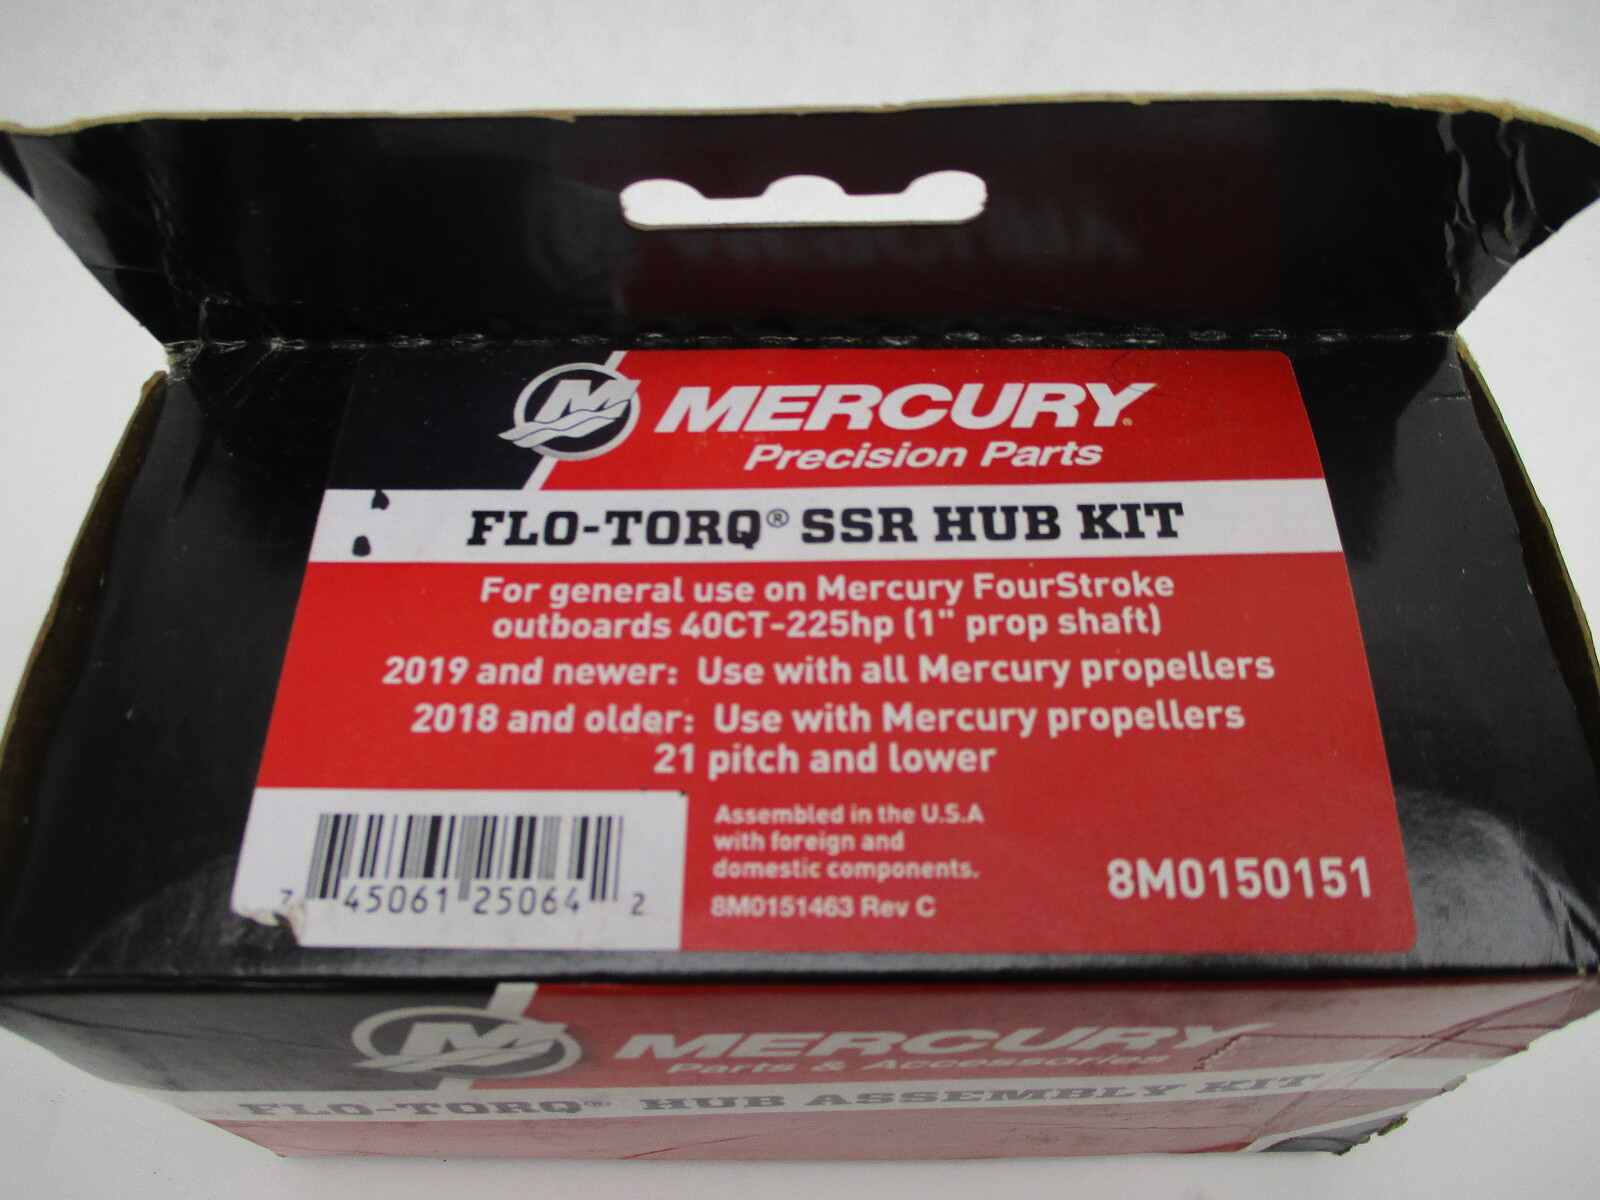 MERCURY
Precision Parts
FLO-TORQ® SSR HUB KIT
For general use on Mercury FourStroke
outboards 40CT-225hp (1" prop shaft)
2019 and newer: Use with all Mercury propellers
2018 and older: Use with Mercury propellers
21 pitch and lower
Assembled in the U.S.A
with foreign and
domestic components.
8M0151463 Rev C
8M0150151
7 45061 25064 2
MERCURY
Parts & Accessories
FLO-TORQ® HUB ASSEMBLY KIT